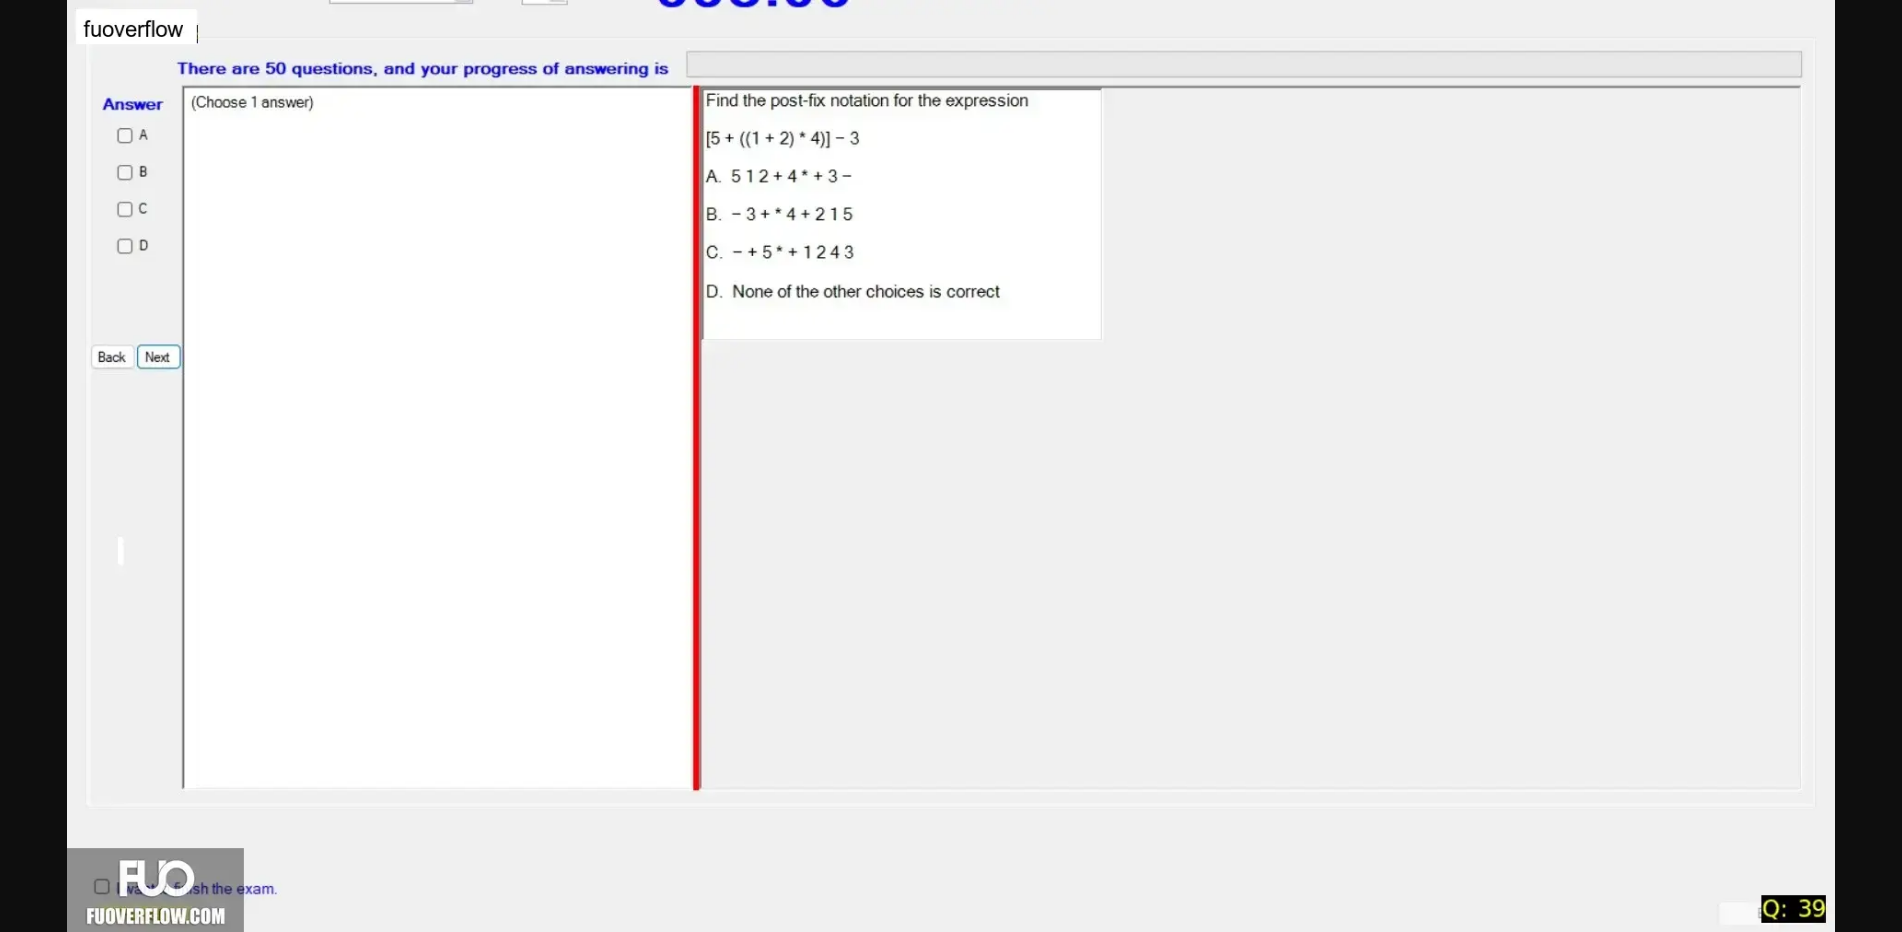 fuoverflow
There are 50 questions, and your progress of answering is
Answer
(Choose 1 answer)
A
B
C
D
Back Next
Find the post-fix notation for the expression
[5 + ((1 + 2) * 4)] − 3
A. 5 1 2 + 4 * + 3 −
B. − 3 + * 4 + 2 1 5
C. − + 5 * + 1 2 4 3
D. None of the other choices is correct
the exam.
FUO
FUOVERFLOW.COM
Q: 39